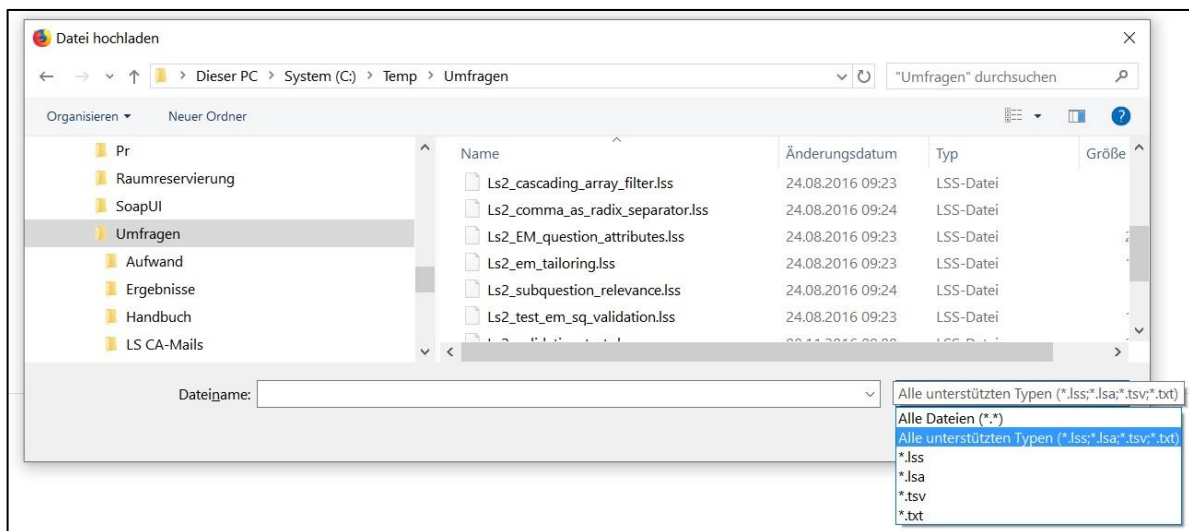 Datei hochladen
Dieser PC > System (C:) > Temp > Umfragen
"Umfragen" durchsuchen
Organisieren
Neuer Ordner
Pr
Raumreservierung
SoapUI
Umfragen
Aufwand
Ergebnisse
Handbuch
LS CA-Mails
Name Änderungsdatum Typ Größe
Ls2_cascading_array_filter.lss 24.08.2016 09:23 LSS-Datei
Ls2_comma_as_radix_separator.lss 24.08.2016 09:24 LSS-Datei
Ls2_EM_question_attributes.lss 24.08.2016 09:23 LSS-Datei
Ls2_em_tailoring.lss 24.08.2016 09:23 LSS-Datei
Ls2_subquestion_relevance.lss 24.08.2016 09:24 LSS-Datei
Ls2_test_em_sq_validation.lss 24.08.2016 09:23 LSS-Datei
Dateiname:
Alle unterstützten Typen (*.lss;*.lsa;*.tsv;*.txt)
Alle Dateien (*.*)
Alle unterstützten Typen (*.lss;*.lsa;*.tsv;*.txt)
*.lss
*.lsa
*.tsv
*.txt